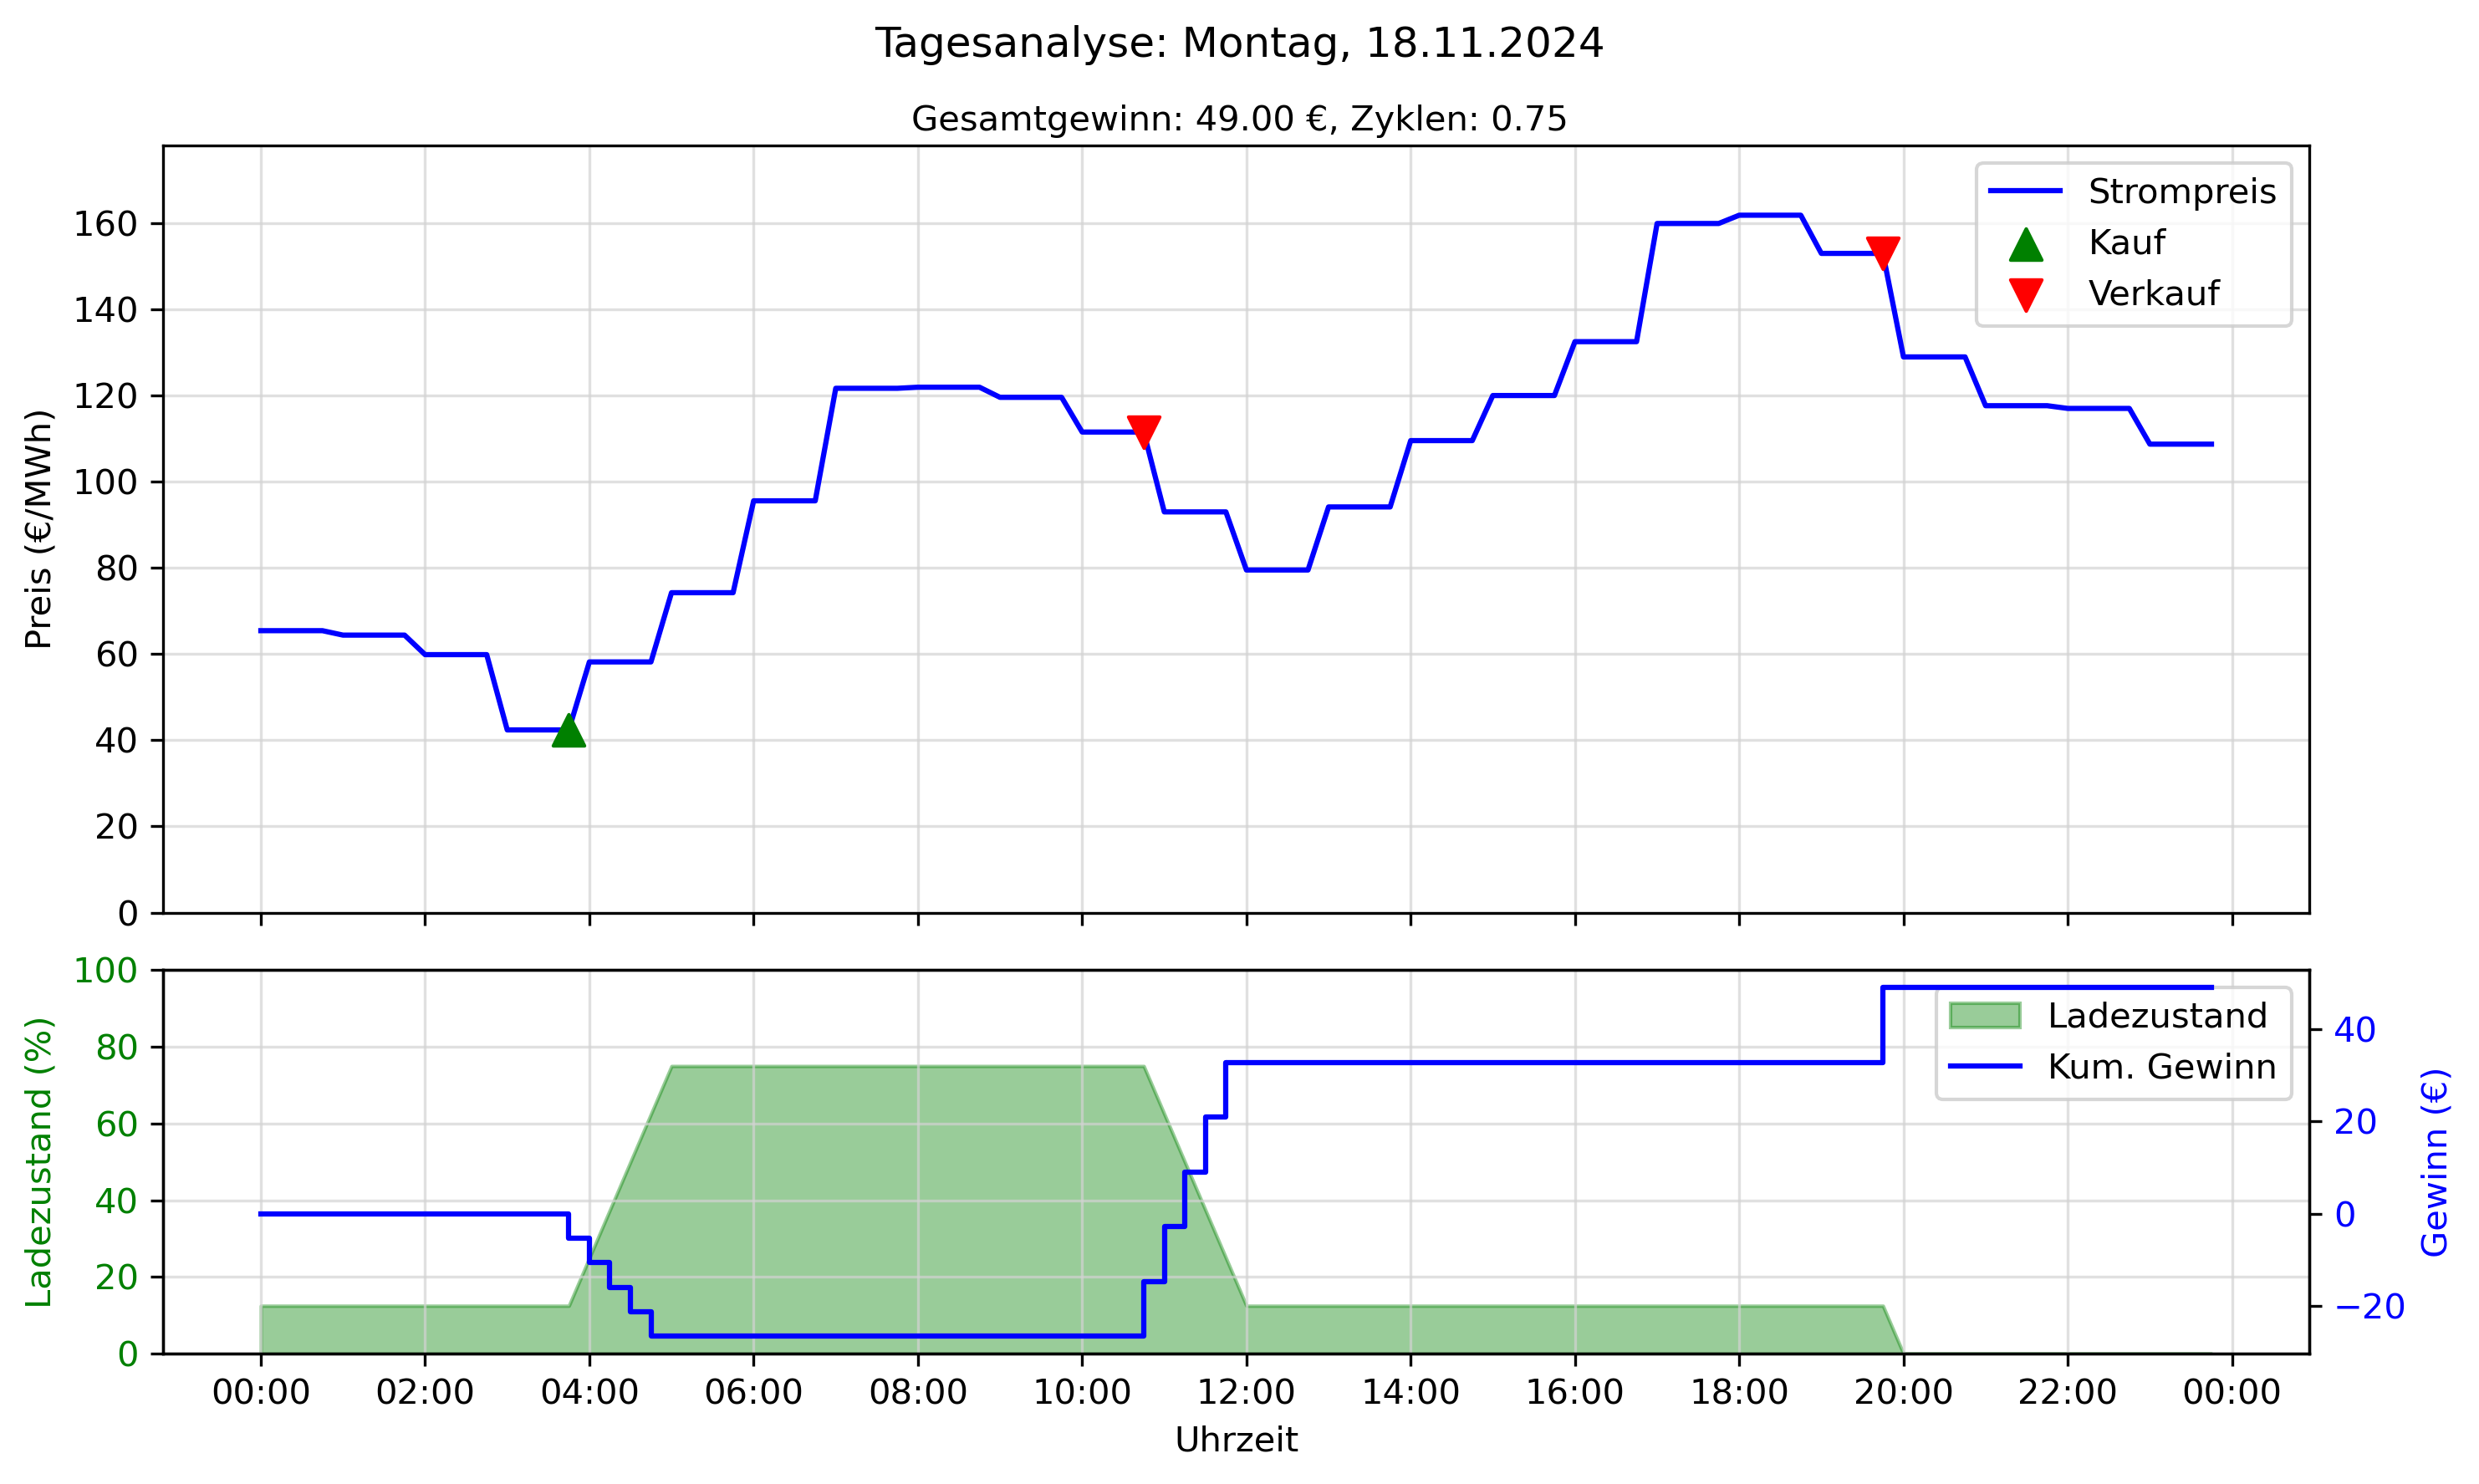 Tagesanalyse: Montag, 18.11.2024
Gesamtgewinn: 49.00 €, Zyklen: 0.75
Preis (€/MWh)
160
140
120
100
80
60
40
20
0
Strompreis
Kauf
Verkauf
Ladezustand (%)
100
80
60
40
20
0
Ladezustand
Kum. Gewinn
40
20
0
−20
Gewinn (€)
00:00 02:00 04:00 06:00 08:00 10:00 12:00 14:00 16:00 18:00 20:00 22:00 00:00
Uhrzeit